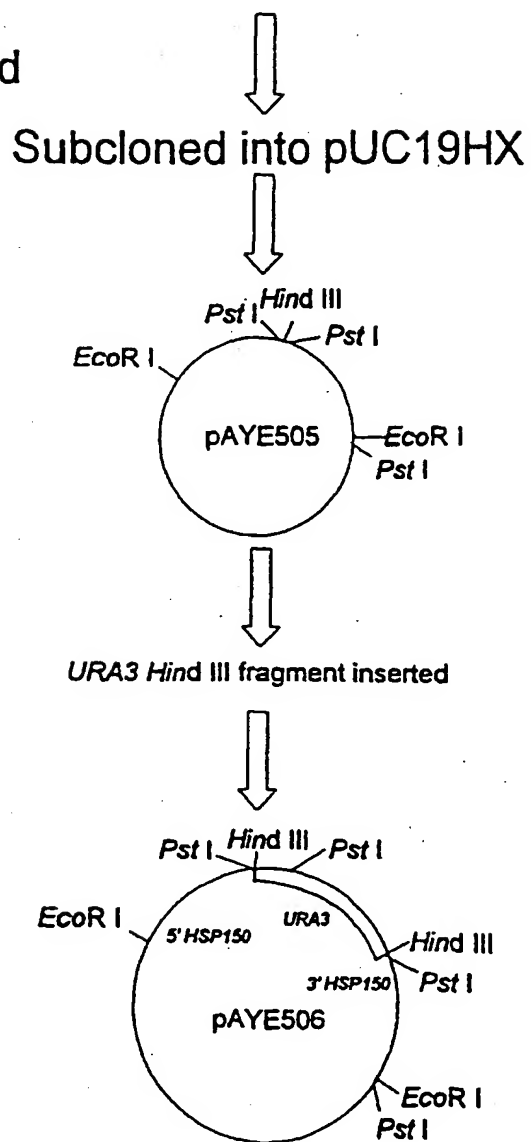 d
Subcloned into pUC19HX
Pst I Hind III
Pst I
EcoR I
pAYE505
EcoR I
Pst I
URA3 Hind III fragment inserted
Pst I Hind III Pst I
EcoR I
5' HSP150
URA3
Hind III
3' HSP150
Pst I
pAYE506
EcoR I
Pst I